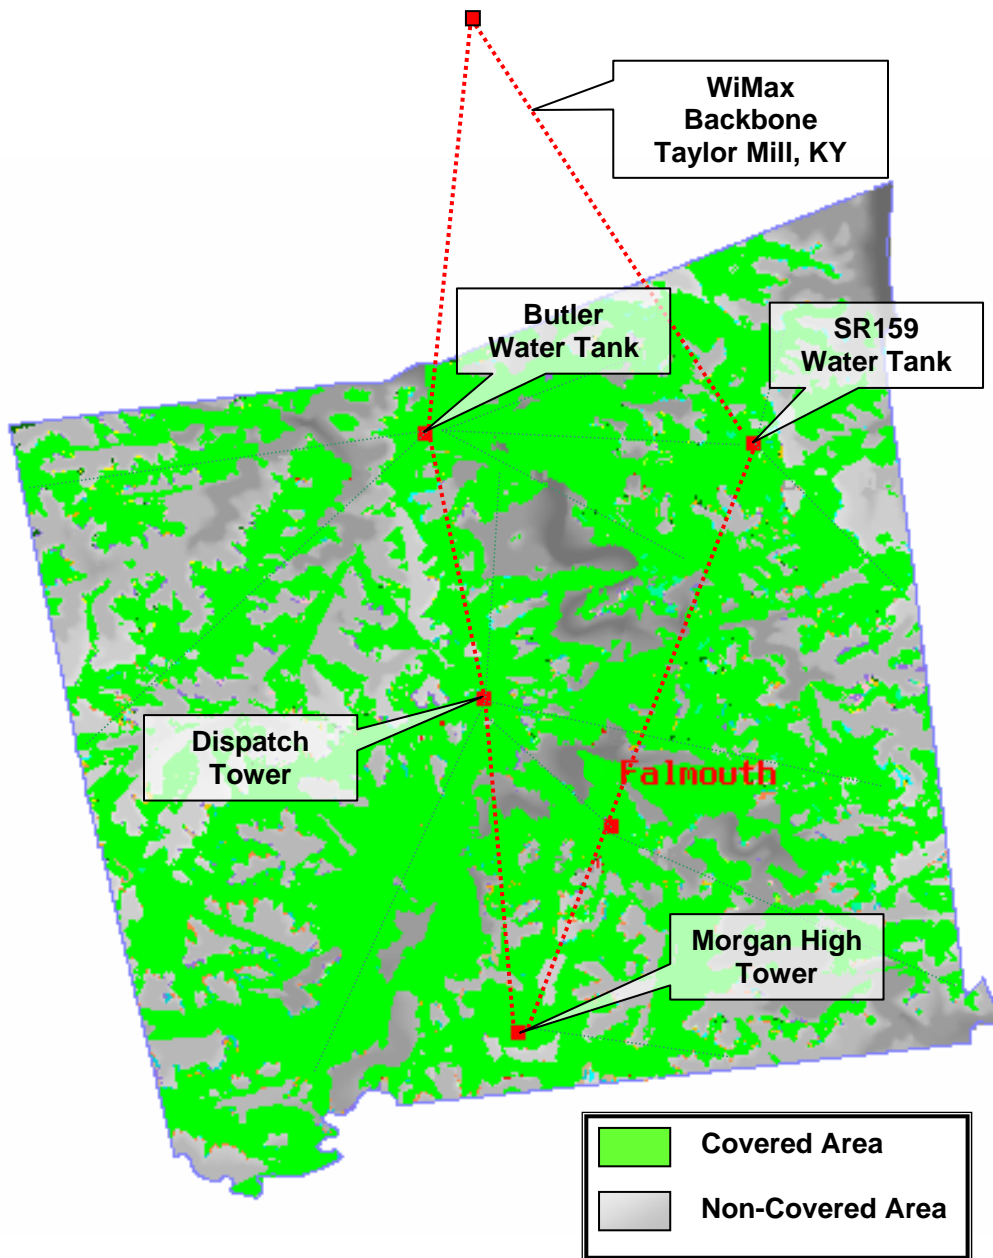 WiMax
Backbone
Taylor Mill, KY
Butler
Water Tank
SR159
Water Tank
Dispatch
Tower
Falmouth
Morgan High
Tower
Covered Area
Non-Covered Area